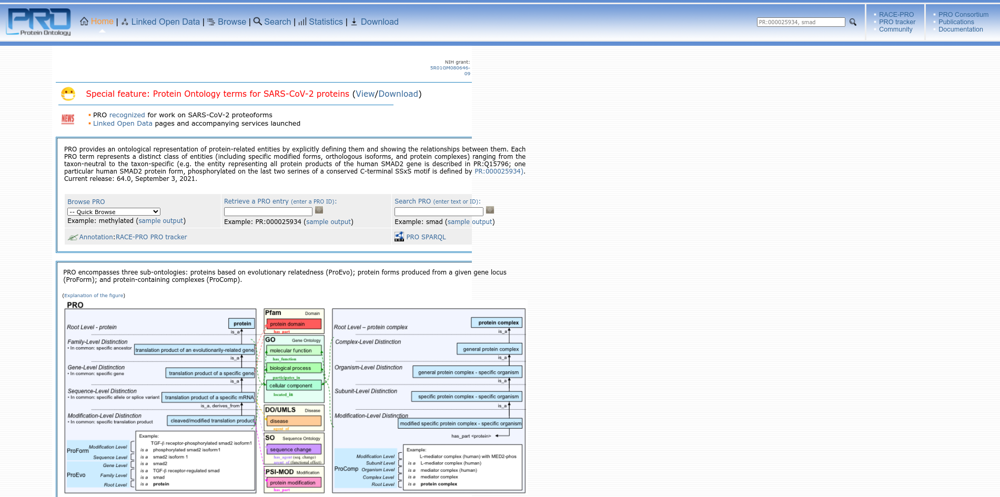 PRO
Protein Ontology
Home | Linked Open Data | Browse | Search | Statistics | Download
PR:000025934, smad
RACE-PRO
PRO tracker
Community
PRO Consortium
Publications
Documentation
NIH grant:
5R01GM080646-
09
Special feature: Protein Ontology terms for SARS-CoV-2 proteins (View/Download)
NEWS
PRO recognized for work on SARS-CoV-2 proteoforms
Linked Open Data pages and accompanying services launched
PRO provides an ontological representation of protein-related entities by explicitly defining them and showing the relationships between them. Each
PRO term represents a distinct class of entities (including specific modified forms, orthologous isoforms, and protein complexes) ranging from the
taxon-neutral to the taxon-specific (e.g. the entity representing all protein products of the human SMAD2 gene is described in PR:Q15796; one
particular human SMAD2 protein form, phosphorylated on the last two serines of a conserved C-terminal SSxS motif is defined by PR:000025934).
Current release: 64.0, September 3, 2021.
Browse PRO
-- Quick Browse
Example: methylated (sample output)
Retrieve a PRO entry (enter a PRO ID):
Example: PR:000025934 (sample output)
Search PRO (enter text or ID):
Example: smad (sample output)
Annotation:RACE-PRO PRO tracker
PRO SPARQL
PRO encompasses three sub-ontologies: proteins based on evolutionary relatedness (ProEvo); protein forms produced from a given gene locus
(ProForm); and protein-containing complexes (ProComp).
(Explanation of the figure)
PRO
Root Level - protein
protein
is_a
Family-Level Distinction
• In common: specific ancestor
translation product of an evolutionarily-related gene
is_a
Gene-Level Distinction
• In common: specific gene
translation product of a specific gene
is_a
Sequence-Level Distinction
• In common: specific allele or splice variant
translation product of a specific mRNA
is_a, derives_from
Modification-Level Distinction
• In common: specific translation product
cleaved/modified translation product
ProForm
Modification Level
Sequence Level
ProEvo
Gene Level
Family Level
Root Level
Example:
TGF-β receptor-phosphorylated smad2 isoform1
is a phosphorylated smad2 isoform1
is a smad2 isoform 1
is a smad2
is a TGF-β receptor-regulated smad
is a smad
is a protein
Pfam Domain
protein domain
has_part
GO Gene Ontology
molecular function
has_function
biological process
participates_in
cellular component
located_in
DO/UMLS Disease
disease
agent_of
SO Sequence Ontology
sequence change
has_agent (seq. change)
agent_of (functional effect)
PSI-MOD Modification
protein modification
has_part
Root Level – protein complex
protein complex
is_a
Complex-Level Distinction
general protein complex
is_a
Organism-Level Distinction
general protein complex - specific organism
is_a
Subunit-Level Distinction
specific protein complex - specific organism
is_a
Modification-Level Distinction
modified specific protein complex - specific organism
has_part <protein>
ProComp
Modification Level
Subunit Level
Organism Level
Complex Level
Root Level
Example:
L-mediator complex (human) with MED2-phos
is a L-mediator complex (human)
is a mediator complex (human)
is a mediator complex
is a protein complex